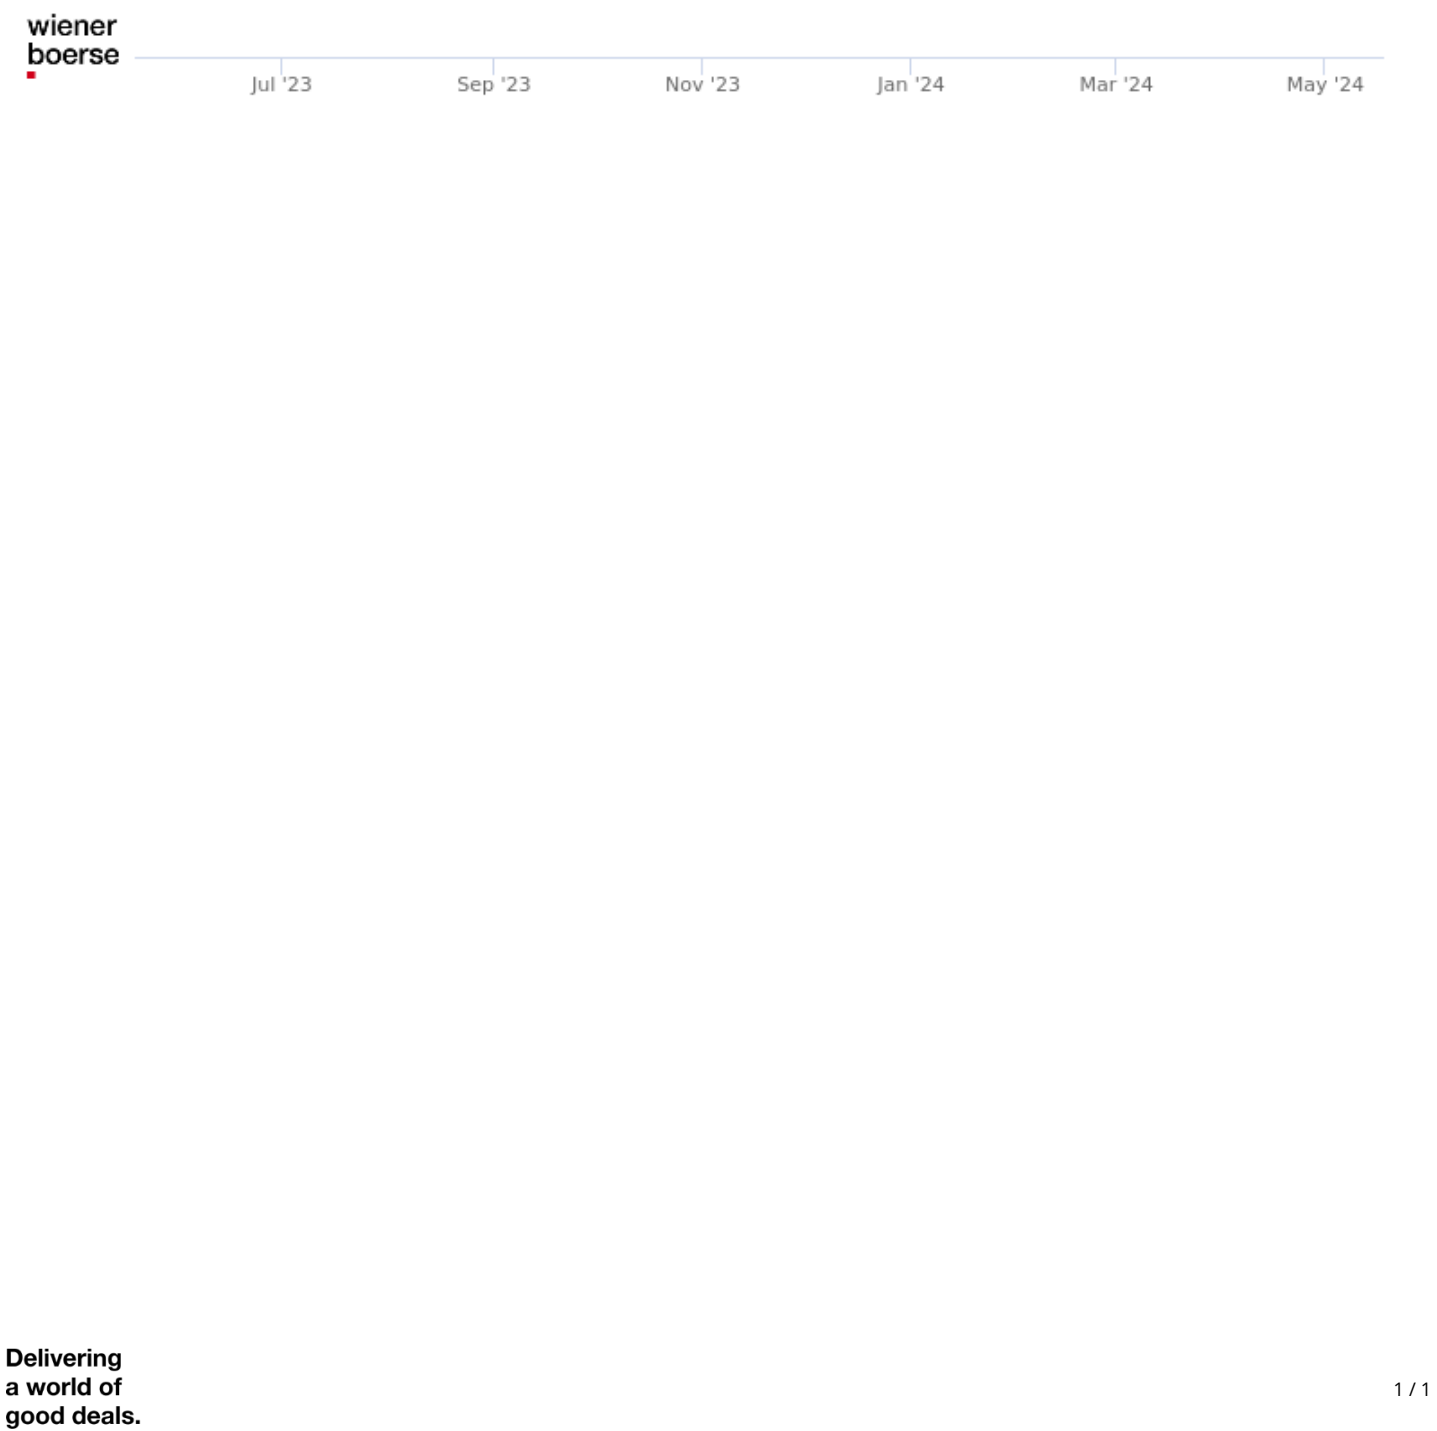 wiener
boerse
Jul '23 Sep '23 Nov '23 Jan '24 Mar '24 May '24
Delivering
a world of
good deals.
1 / 1